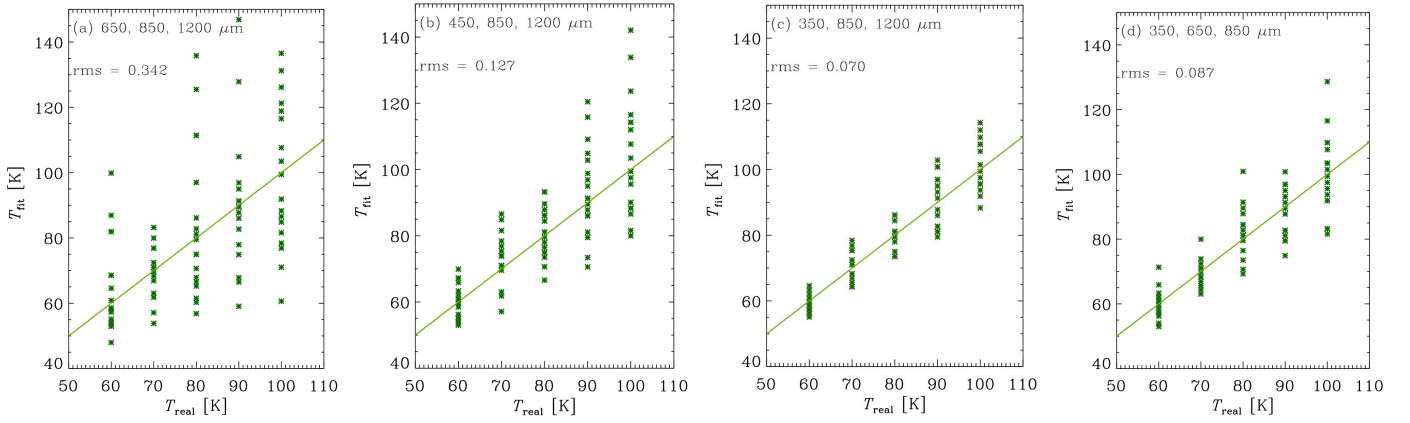 (a) 650, 850, 1200 μm
rms = 0.342
140
120
100
80
60
40
50 60 70 80 90 100 110
T_fit [K]
T_real [K]
(b) 450, 850, 1200 μm
rms = 0.127
140
120
100
80
60
40
50 60 70 80 90 100 110
T_fit [K]
T_real [K]
(c) 350, 850, 1200 μm
rms = 0.070
140
120
100
80
60
40
50 60 70 80 90 100 110
T_fit [K]
T_real [K]
(d) 350, 650, 850 μm
rms = 0.087
140
120
100
80
60
40
50 60 70 80 90 100 110
T_fit [K]
T_real [K]